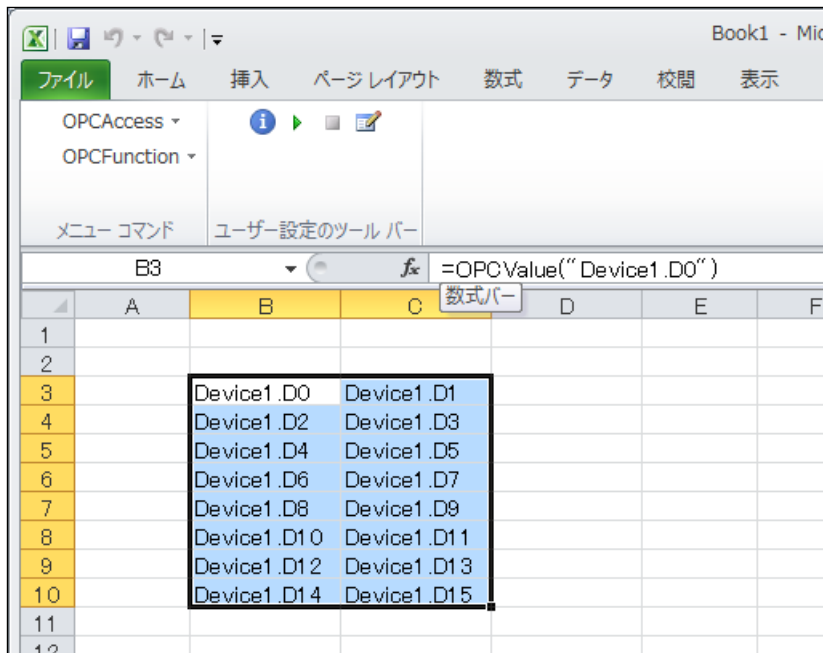 Book1 - Mic
ファイル ホーム 挿入 ページ レイアウト 数式 データ 校閲 表示
OPCAccess
OPCFunction
メニュー コマンド ユーザー設定のツール バー
B3 fx =OPCValue("Device1.D0")
数式バー
A B C D E F
1
2
3 Device1.D0 Device1.D1
4 Device1.D2 Device1.D3
5 Device1.D4 Device1.D5
6 Device1.D6 Device1.D7
7 Device1.D8 Device1.D9
8 Device1.D10 Device1.D11
9 Device1.D12 Device1.D13
10 Device1.D14 Device1.D15
11
12